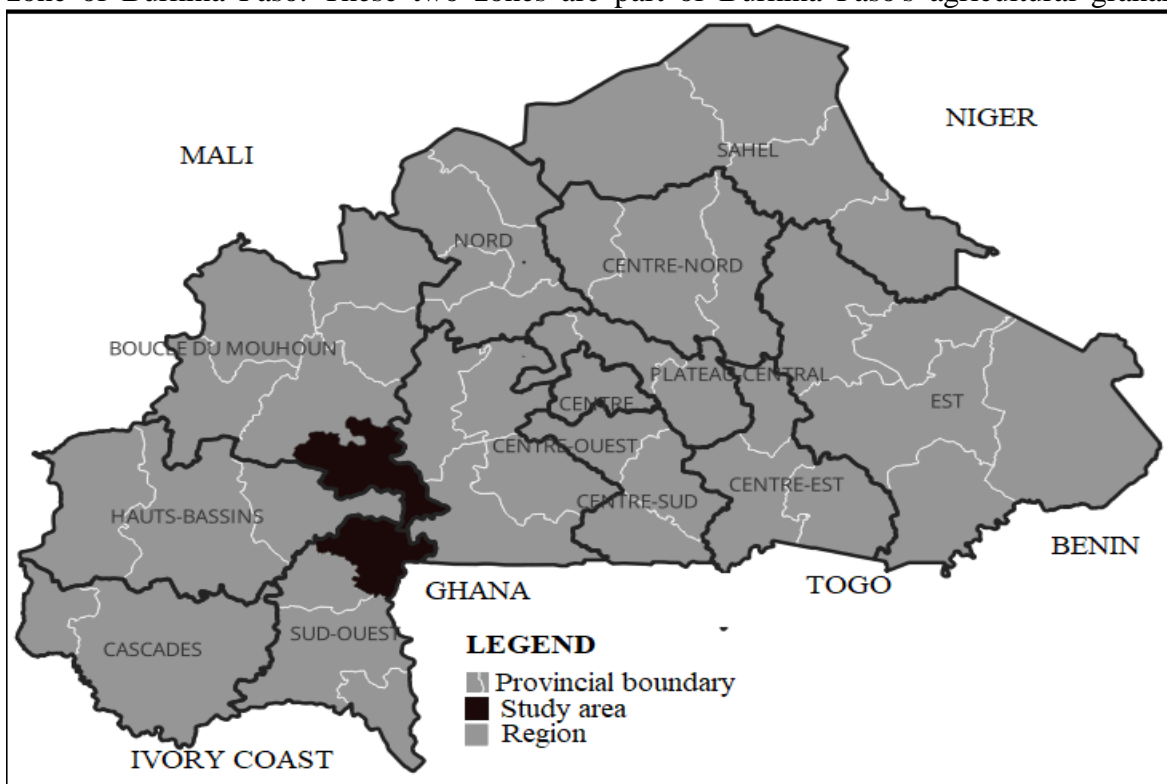 zone of Burkina Faso. These two zones are part of Burkina Faso's agricultural
NIGER
MALI
SAHEL
NORD
CENTRE-NORD
BOUCLE DU MOUHOUN
PLATEAU-CENTRAL
CENTRE
EST
CENTRE-OUEST
CENTRE-EST
CENTRE-SUD
HAUTS-BASSINS
BENIN
TOGO
GHANA
SUD-OUEST
CASCADES
LEGEND
Provincial boundary
Study area
Region
IVORY COAST